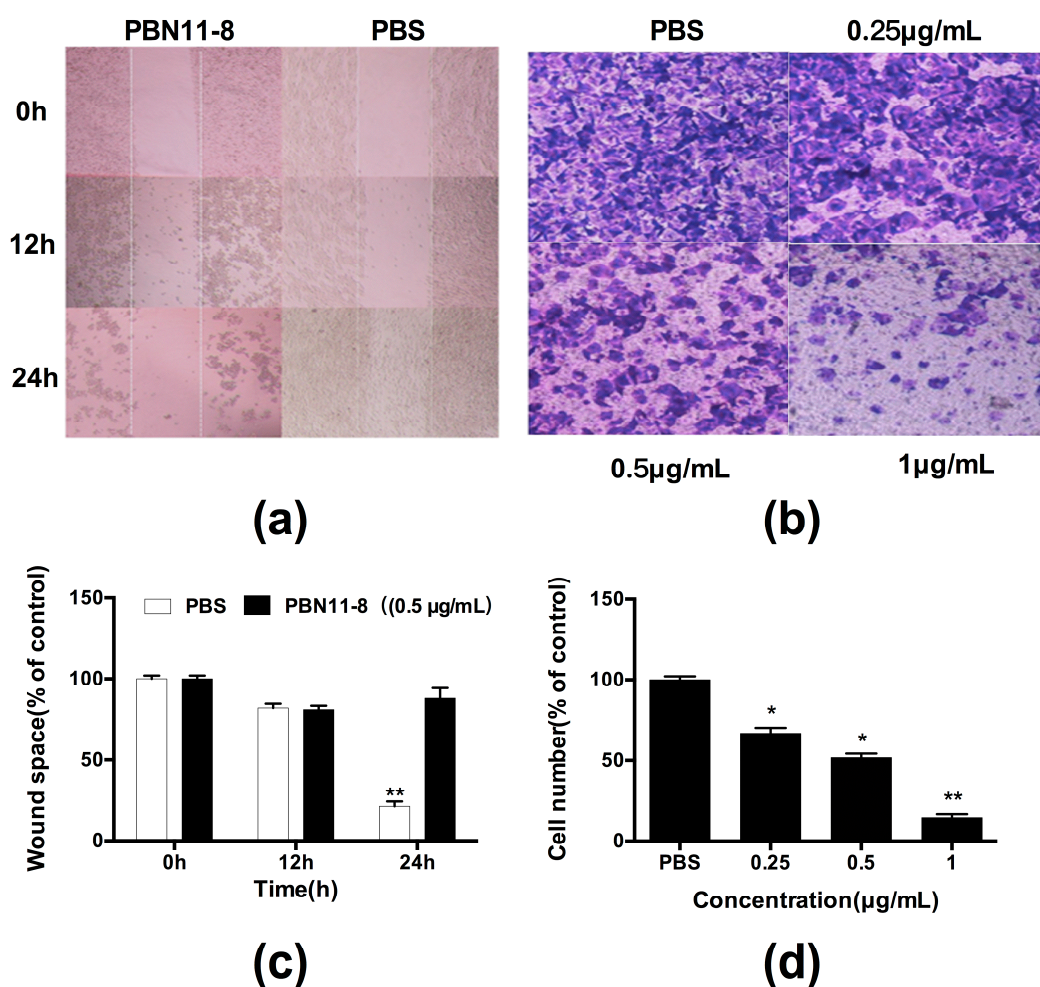 PBN11-8 PBS
0h
12h
24h
(a)
PBS 0.25μg/mL
0.5μg/mL 1μg/mL
(b)
Wound space(% of control)
150
100
50
0
PBS PBN11-8 ((0.5 μg/mL)
**
0h 12h 24h
Time(h)
(c)
Cell number(% of control)
150
100
50
0
*
*
**
PBS 0.25 0.5 1
Concentration(μg/mL)
(d)